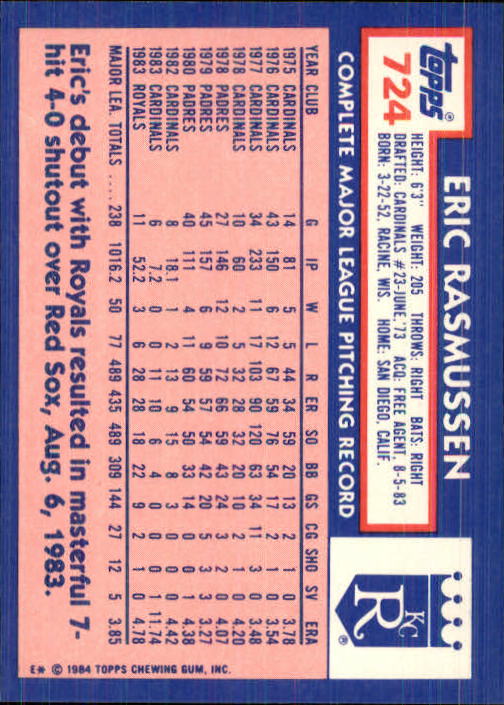 topps®
724
ERIC RASMUSSEN
HEIGHT: 6'3" WEIGHT: 205 THROWS: RIGHT BATS: RIGHT
DRAFTED: CARDINALS #23-JUNE,'73 ACQ: FREE AGENT, 8-5-83
BORN: 3-22-52, RACINE, WIS. HOME: SAN DIEGO, CALIF.
KC
R®
COMPLETE MAJOR LEAGUE PITCHING RECORD
YEAR CLUB G IP W L R ER SO BB GS CG SHO SV ERA
1975 CARDINALS 14 81 5 5 44 34 59 20 13 2 1 0 3.78
1976 CARDINALS 43 150 6 12 67 59 76 54 17 2 1 0 3.54
1977 CARDINALS 34 233 11 17 103 90 120 63 34 11 3 0 3.48
1978 CARDINALS 10 60 2 5 32 28 32 20 10 2 1 0 4.20
1978 PADRES 27 146 12 10 72 66 59 43 24 3 2 0 4.07
1979 PADRES 45 157 6 9 59 57 54 42 20 5 3 3 3.27
1980 PADRES 40 111 4 11 60 54 50 33 14 0 0 1 4.38
1982 CARDINALS 8 18.1 1 2 13 9 15 8 3 0 0 0 4.42
1983 CARDINALS 6 7.2 0 0 11 10 6 4 0 0 0 1 11.74
1983 ROYALS 11 52.2 3 6 28 28 18 22 9 2 1 0 4.78
MAJOR LEA. TOTALS .... 238 1016.2 50 77 489 435 489 309 144 27 12 5 3.85
Eric's debut with Royals resulted in masterful 7-
hit 4-0 shutout over Red Sox, Aug. 6, 1983.
E* © 1984 TOPPS CHEWING GUM, INC.